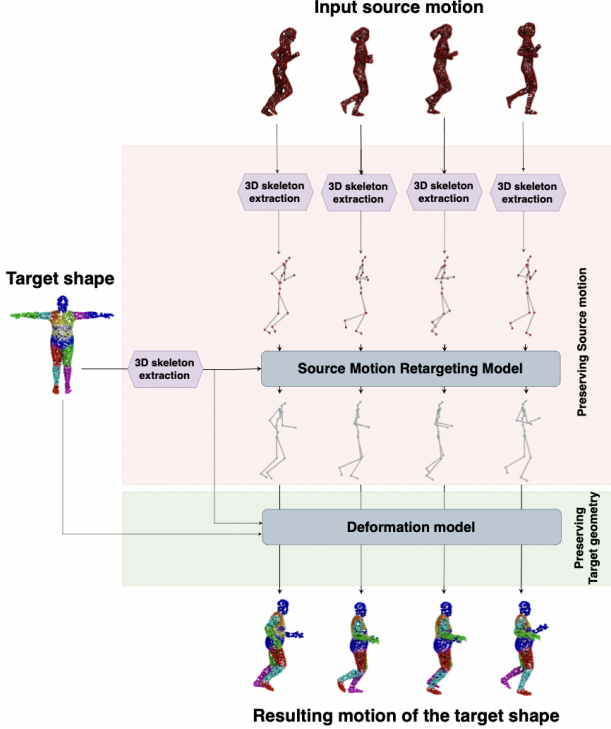 Input source motion
3D skeleton
extraction
3D skeleton
extraction
3D skeleton
extraction
3D skeleton
extraction
Target shape
3D skeleton
extraction
Source Motion Retargeting Model
Preserving Source motion
Deformation model
Preserving
Target geometry
Resulting motion of the target shape